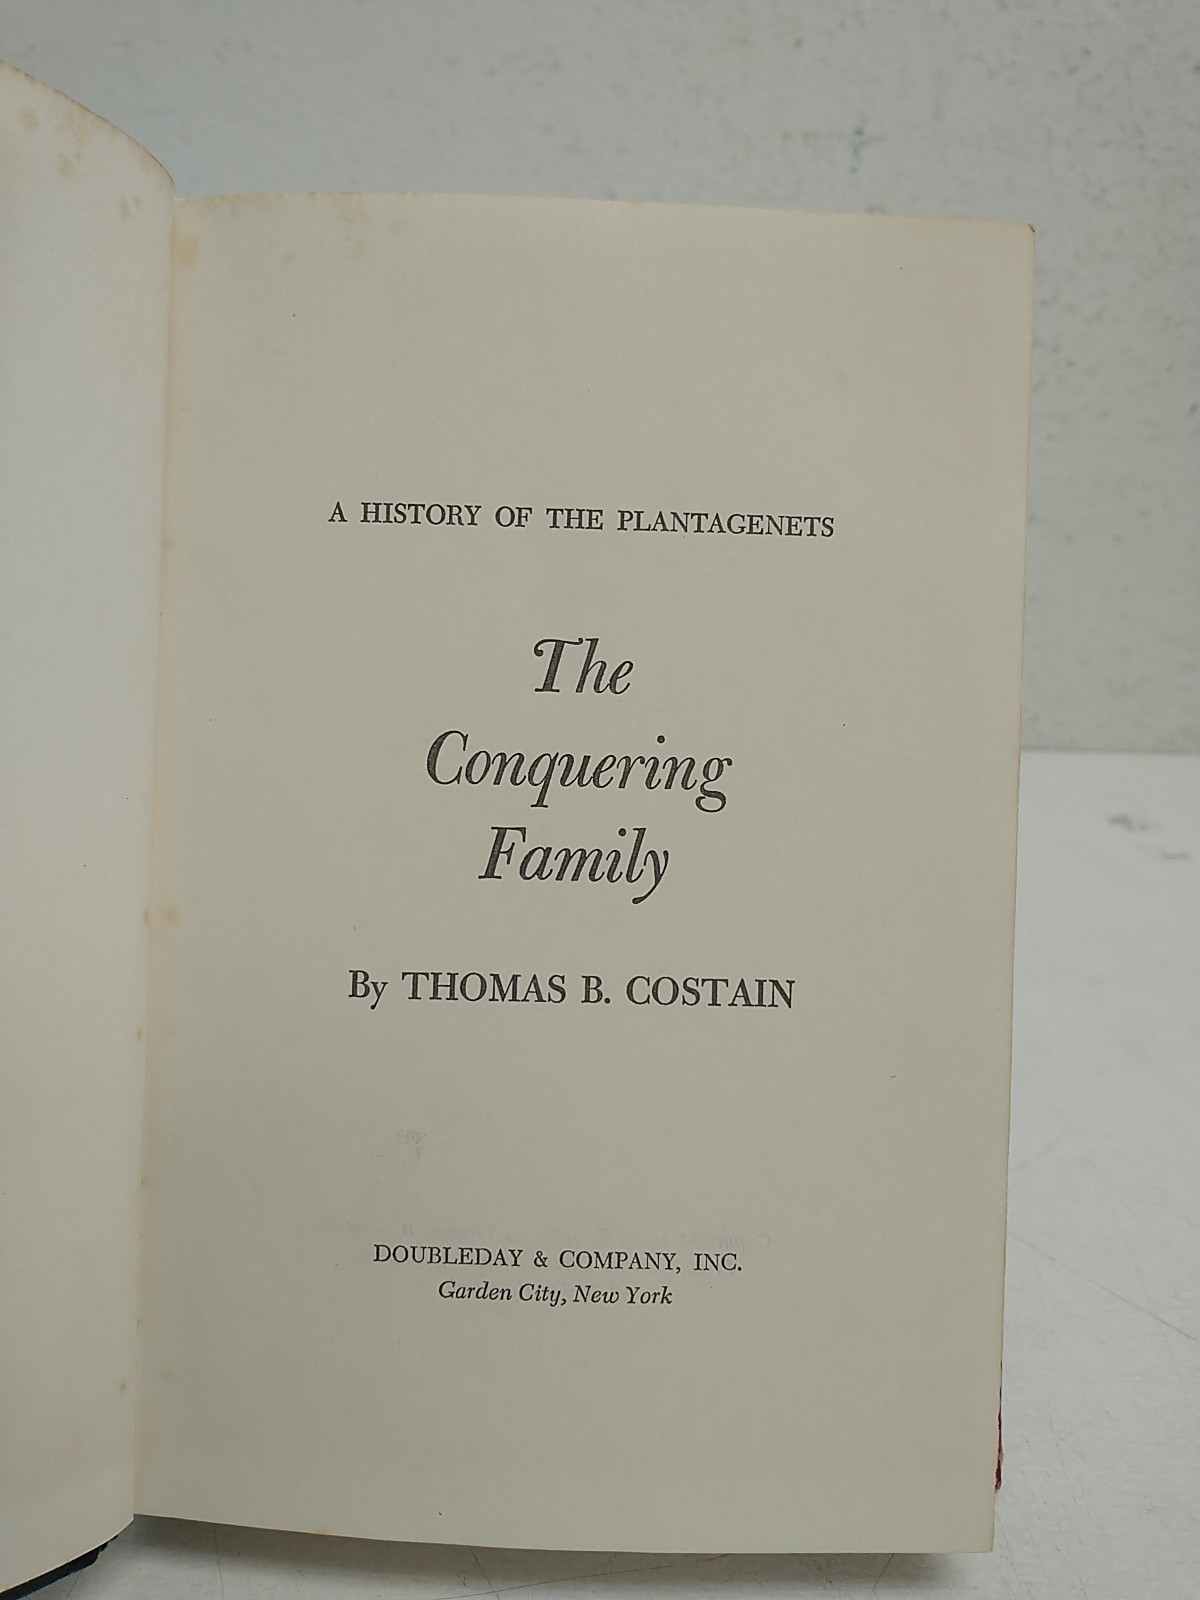 A HISTORY OF THE PLANTAGENETS
The
Conquering
Family
By THOMAS B. COSTAIN
DOUBLEDAY & COMPANY, INC.
Garden City, New York